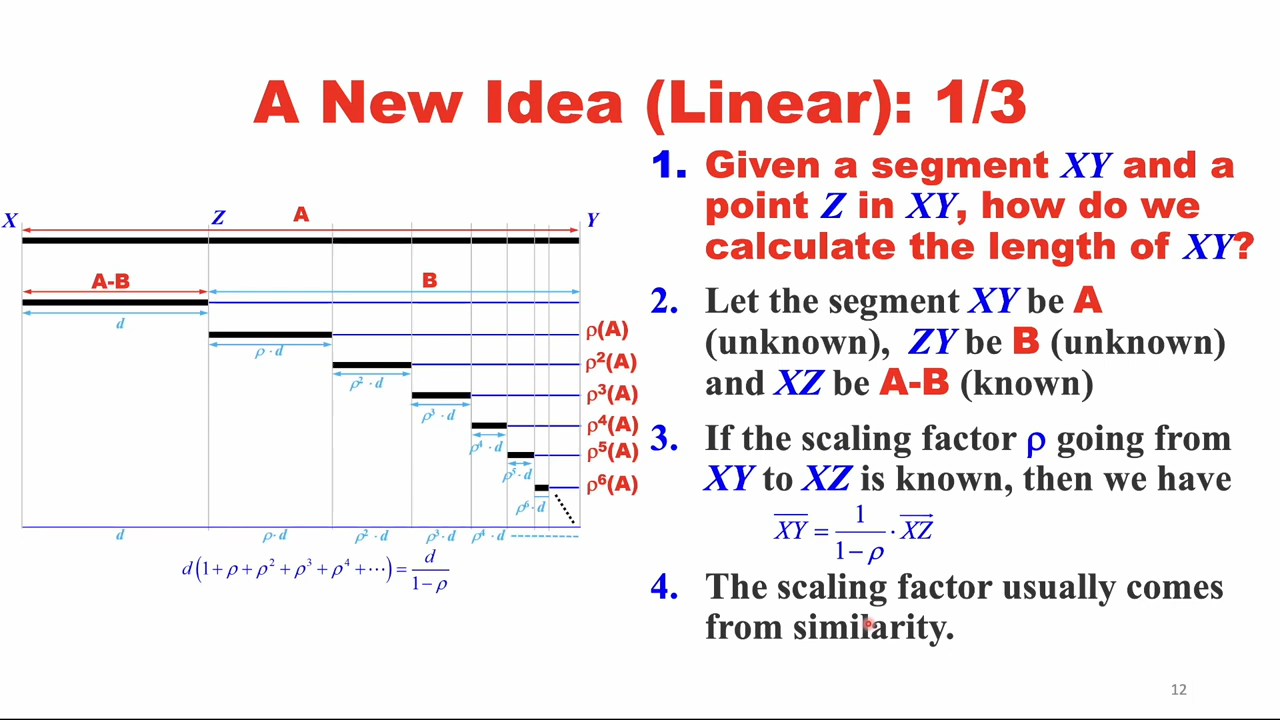 A New Idea (Linear): 1/3
X Z A Y
A-B B
d
ρ(A)
ρ · d
ρ²(A)
ρ² · d
ρ³(A)
ρ³ · d
ρ⁴(A)
ρ⁴ · d
ρ⁵(A)
ρ⁵· d
ρ⁶(A)
ρ⁶· d
d ρ· d ρ² · d ρ³· d ρ⁴ · d
d(1+ρ+ρ²+ρ³+ρ⁴+⋯)= d/(1−ρ)
1. Given a segment XY and a
point Z in XY, how do we
calculate the length of XY?
2. Let the segment XY be A
(unknown), ZY be B (unknown)
and XZ be A-B (known)
3. If the scaling factor ρ going from
XY to XZ is known, then we have
XY = 1/(1−ρ) · XZ
4. The scaling factor usually comes
from similarity.
12